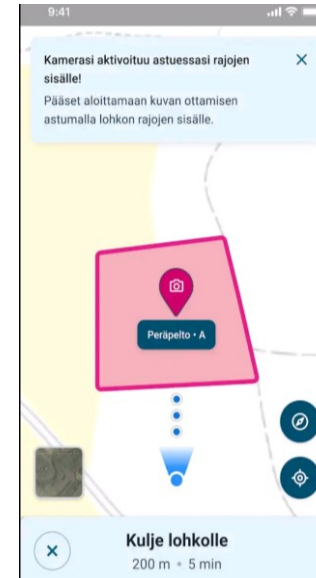 9:41
Kamerasi aktivoituu astuessasi rajojen
sisälle!
Pääset aloittamaan kuvan ottamisen
astumalla lohkon rajojen sisälle.
Peräpelto • A
Kulje lohkolle
200 m • 5 min